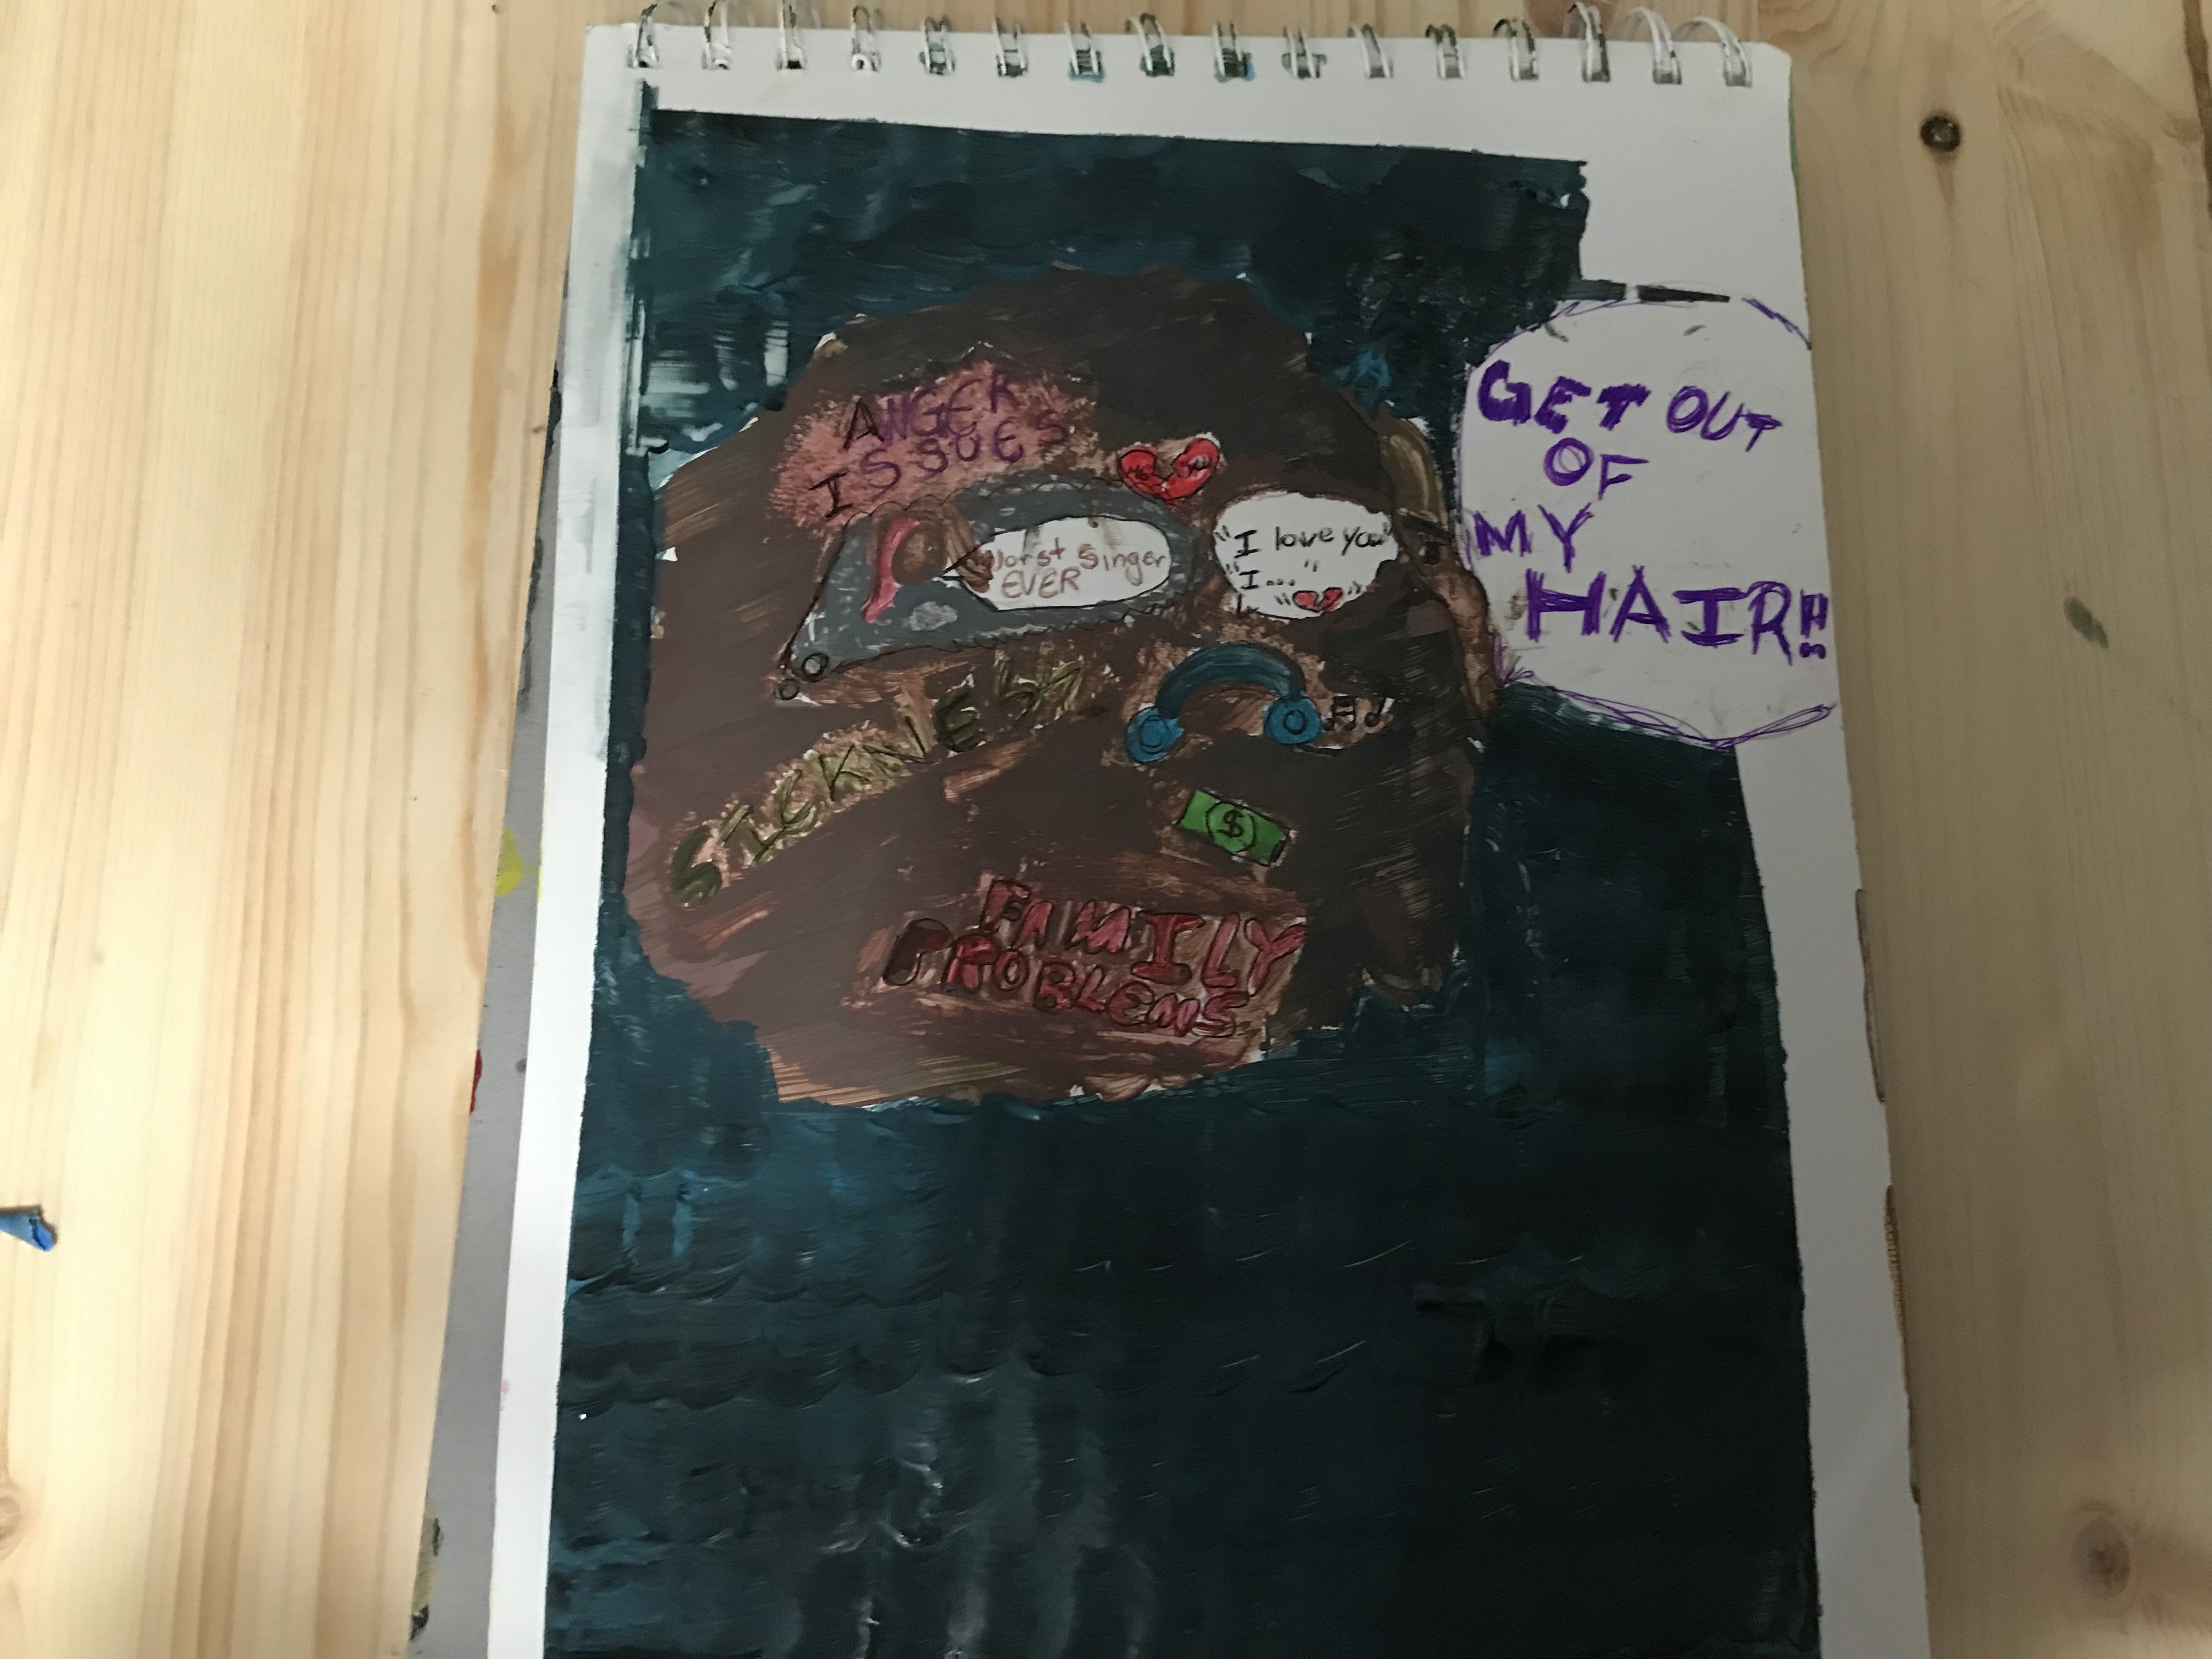 ANGER
ISSUES
Worst Singer
EVER
"I love you"
"I..."
GET OUT
OF
MY
HAIR!!
SICKNESS
$
FAMILY
PROBLEMS